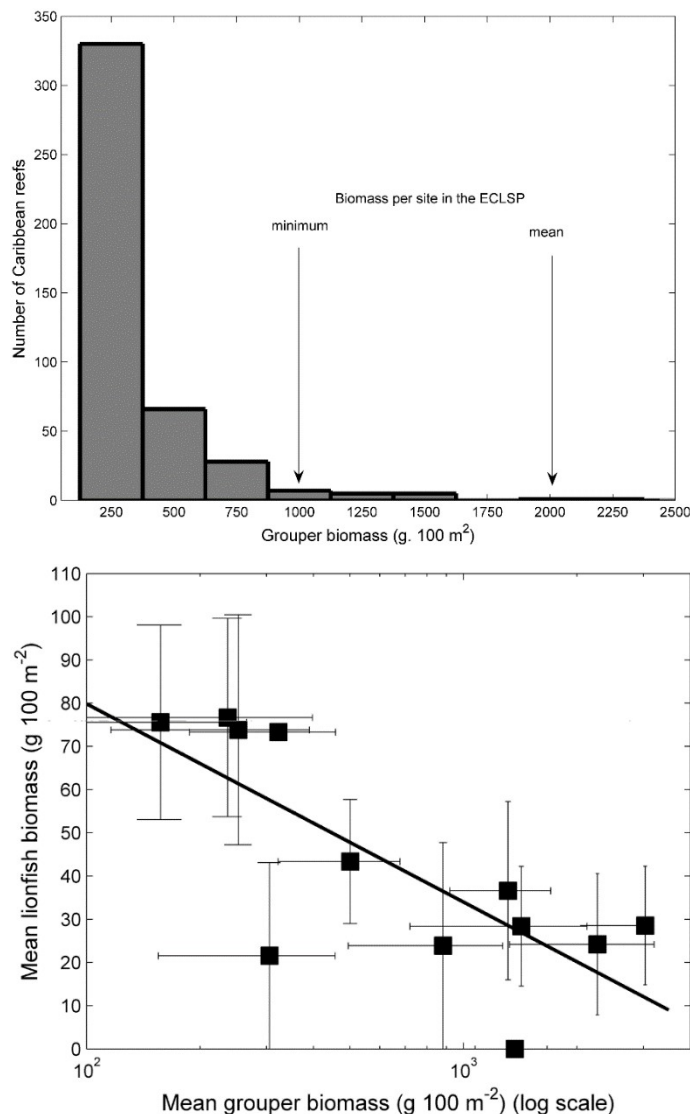 350
300
250
200
150
100
50
0
Number of Caribbean reefs
Biomass per site in the ECLSP
minimum
mean
250 500 750 1000 1250 1500 1750 2000 2250 2500
Grouper biomass (g. 100 m²)
110
100
90
80
70
60
50
40
30
20
10
0
Mean lionfish biomass (g 100 m⁻²)
10² 10³
Mean grouper biomass (g 100 m⁻²) (log scale)